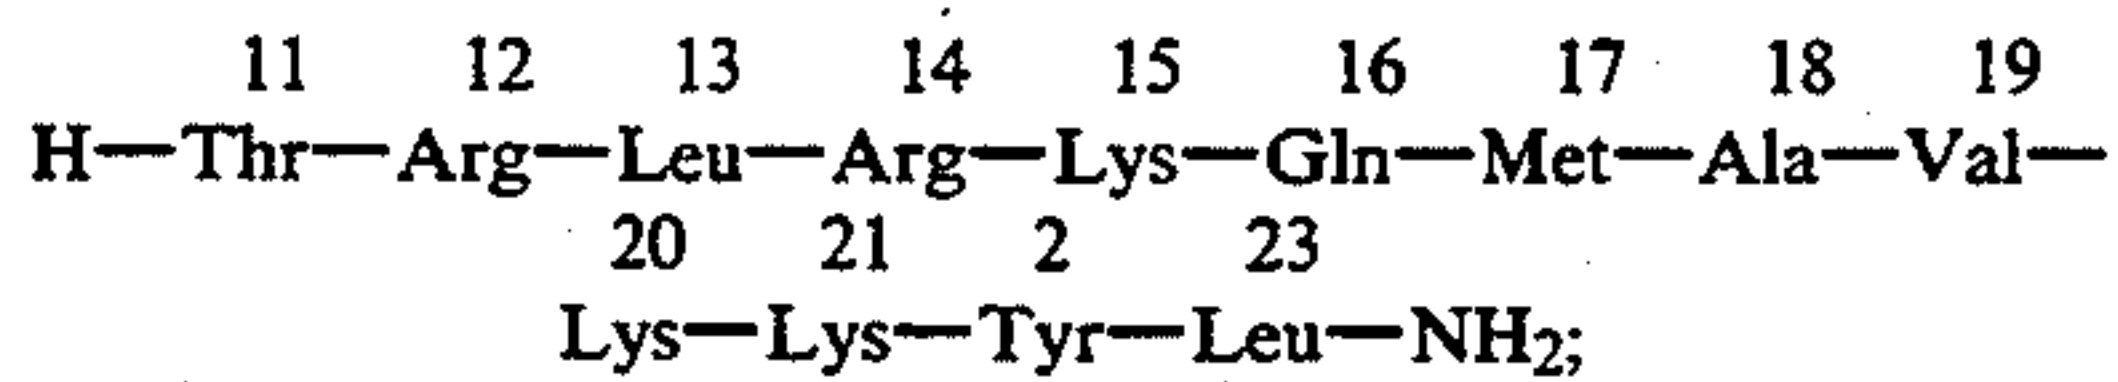 11 12 13 14 15 16 17 18 19
H—Thr—Arg—Leu—Arg—Lys—Gln—Met—Ala—Val—
20 21 2 23
Lys—Lys—Tyr—Leu—NH2;